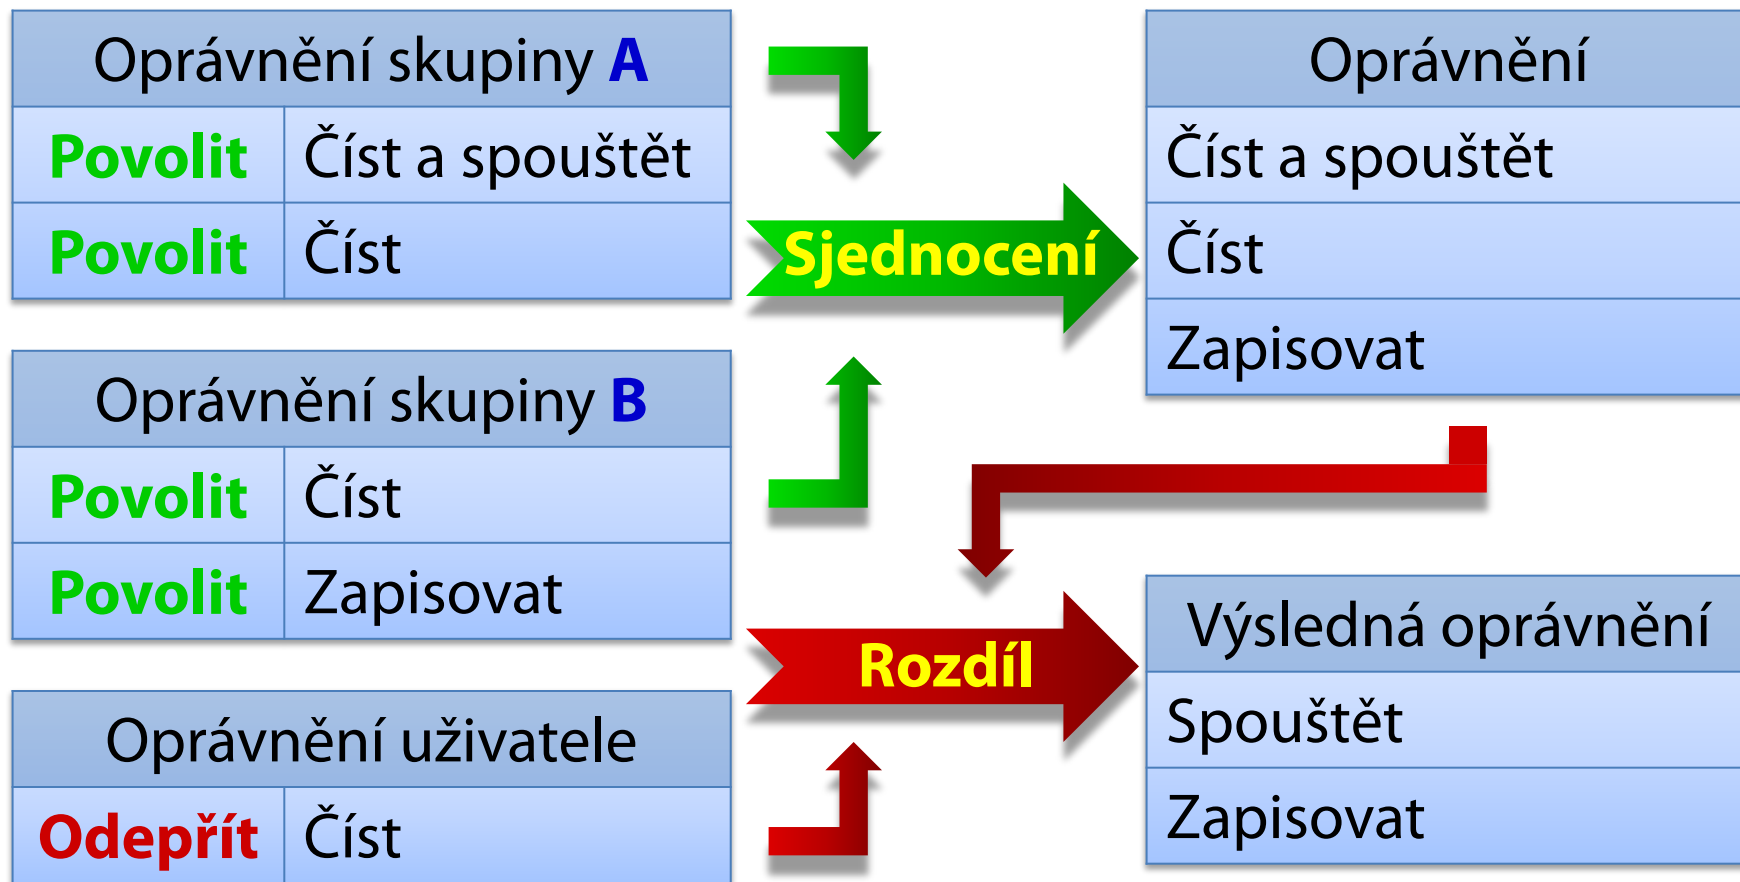 Oprávnění skupiny A
Povolit Číst a spouštět
Povolit Číst
Oprávnění skupiny B
Povolit Číst
Povolit Zapisovat
Oprávnění uživatele
Odepřít Číst
Sjednocení
Rozdíl
Oprávnění
Číst a spouštět
Číst
Zapisovat
Výsledná oprávnění
Spouštět
Zapisovat